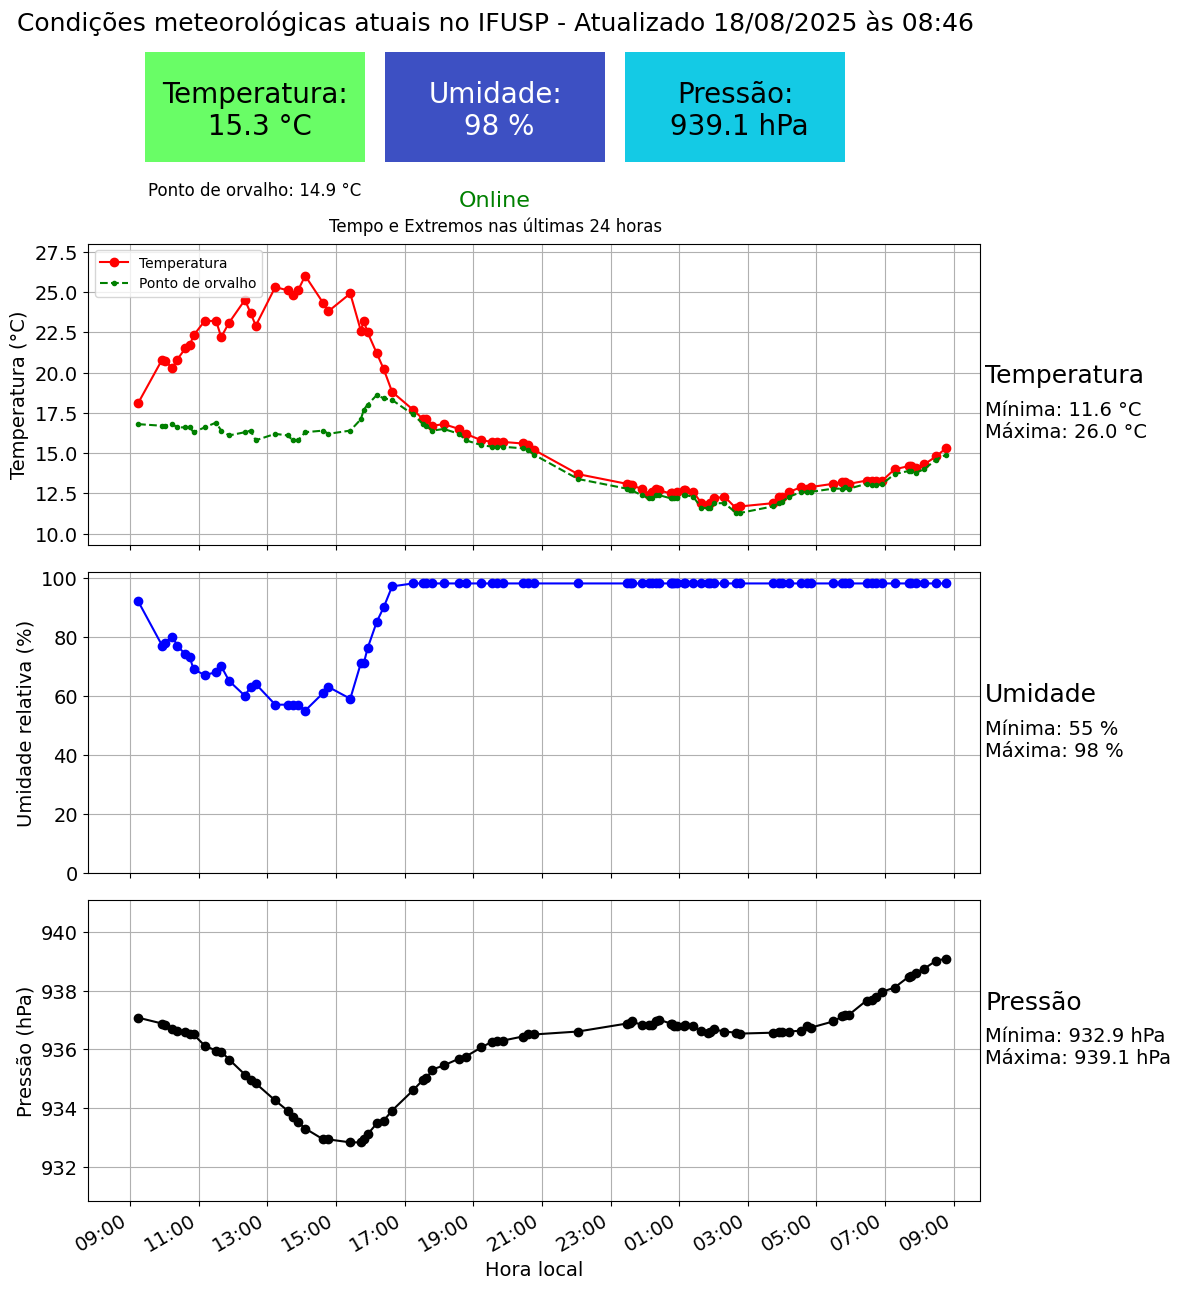 Condições meteorológicas atuais no IFUSP - Atualizado 18/08/2025 às 08:46
Temperatura:
15.3 °C
Umidade:
98 %
Pressão:
939.1 hPa
Ponto de orvalho: 14.9 °C
Online
Tempo e Extremos nas últimas 24 horas
Temperatura (°C)
27.5
25.0
22.5
20.0
17.5
15.0
12.5
10.0
Temperatura
Ponto de orvalho
Temperatura
Mínima: 11.6 °C
Máxima: 26.0 °C
Umidade relativa (%)
100
80
60
40
20
0
Umidade
Mínima: 55 %
Máxima: 98 %
Pressão (hPa)
940
938
936
934
932
Pressão
Mínima: 932.9 hPa
Máxima: 939.1 hPa
09:00
11:00
13:00
15:00
17:00
19:00
21:00
23:00
01:00
03:00
05:00
07:00
09:00
Hora local